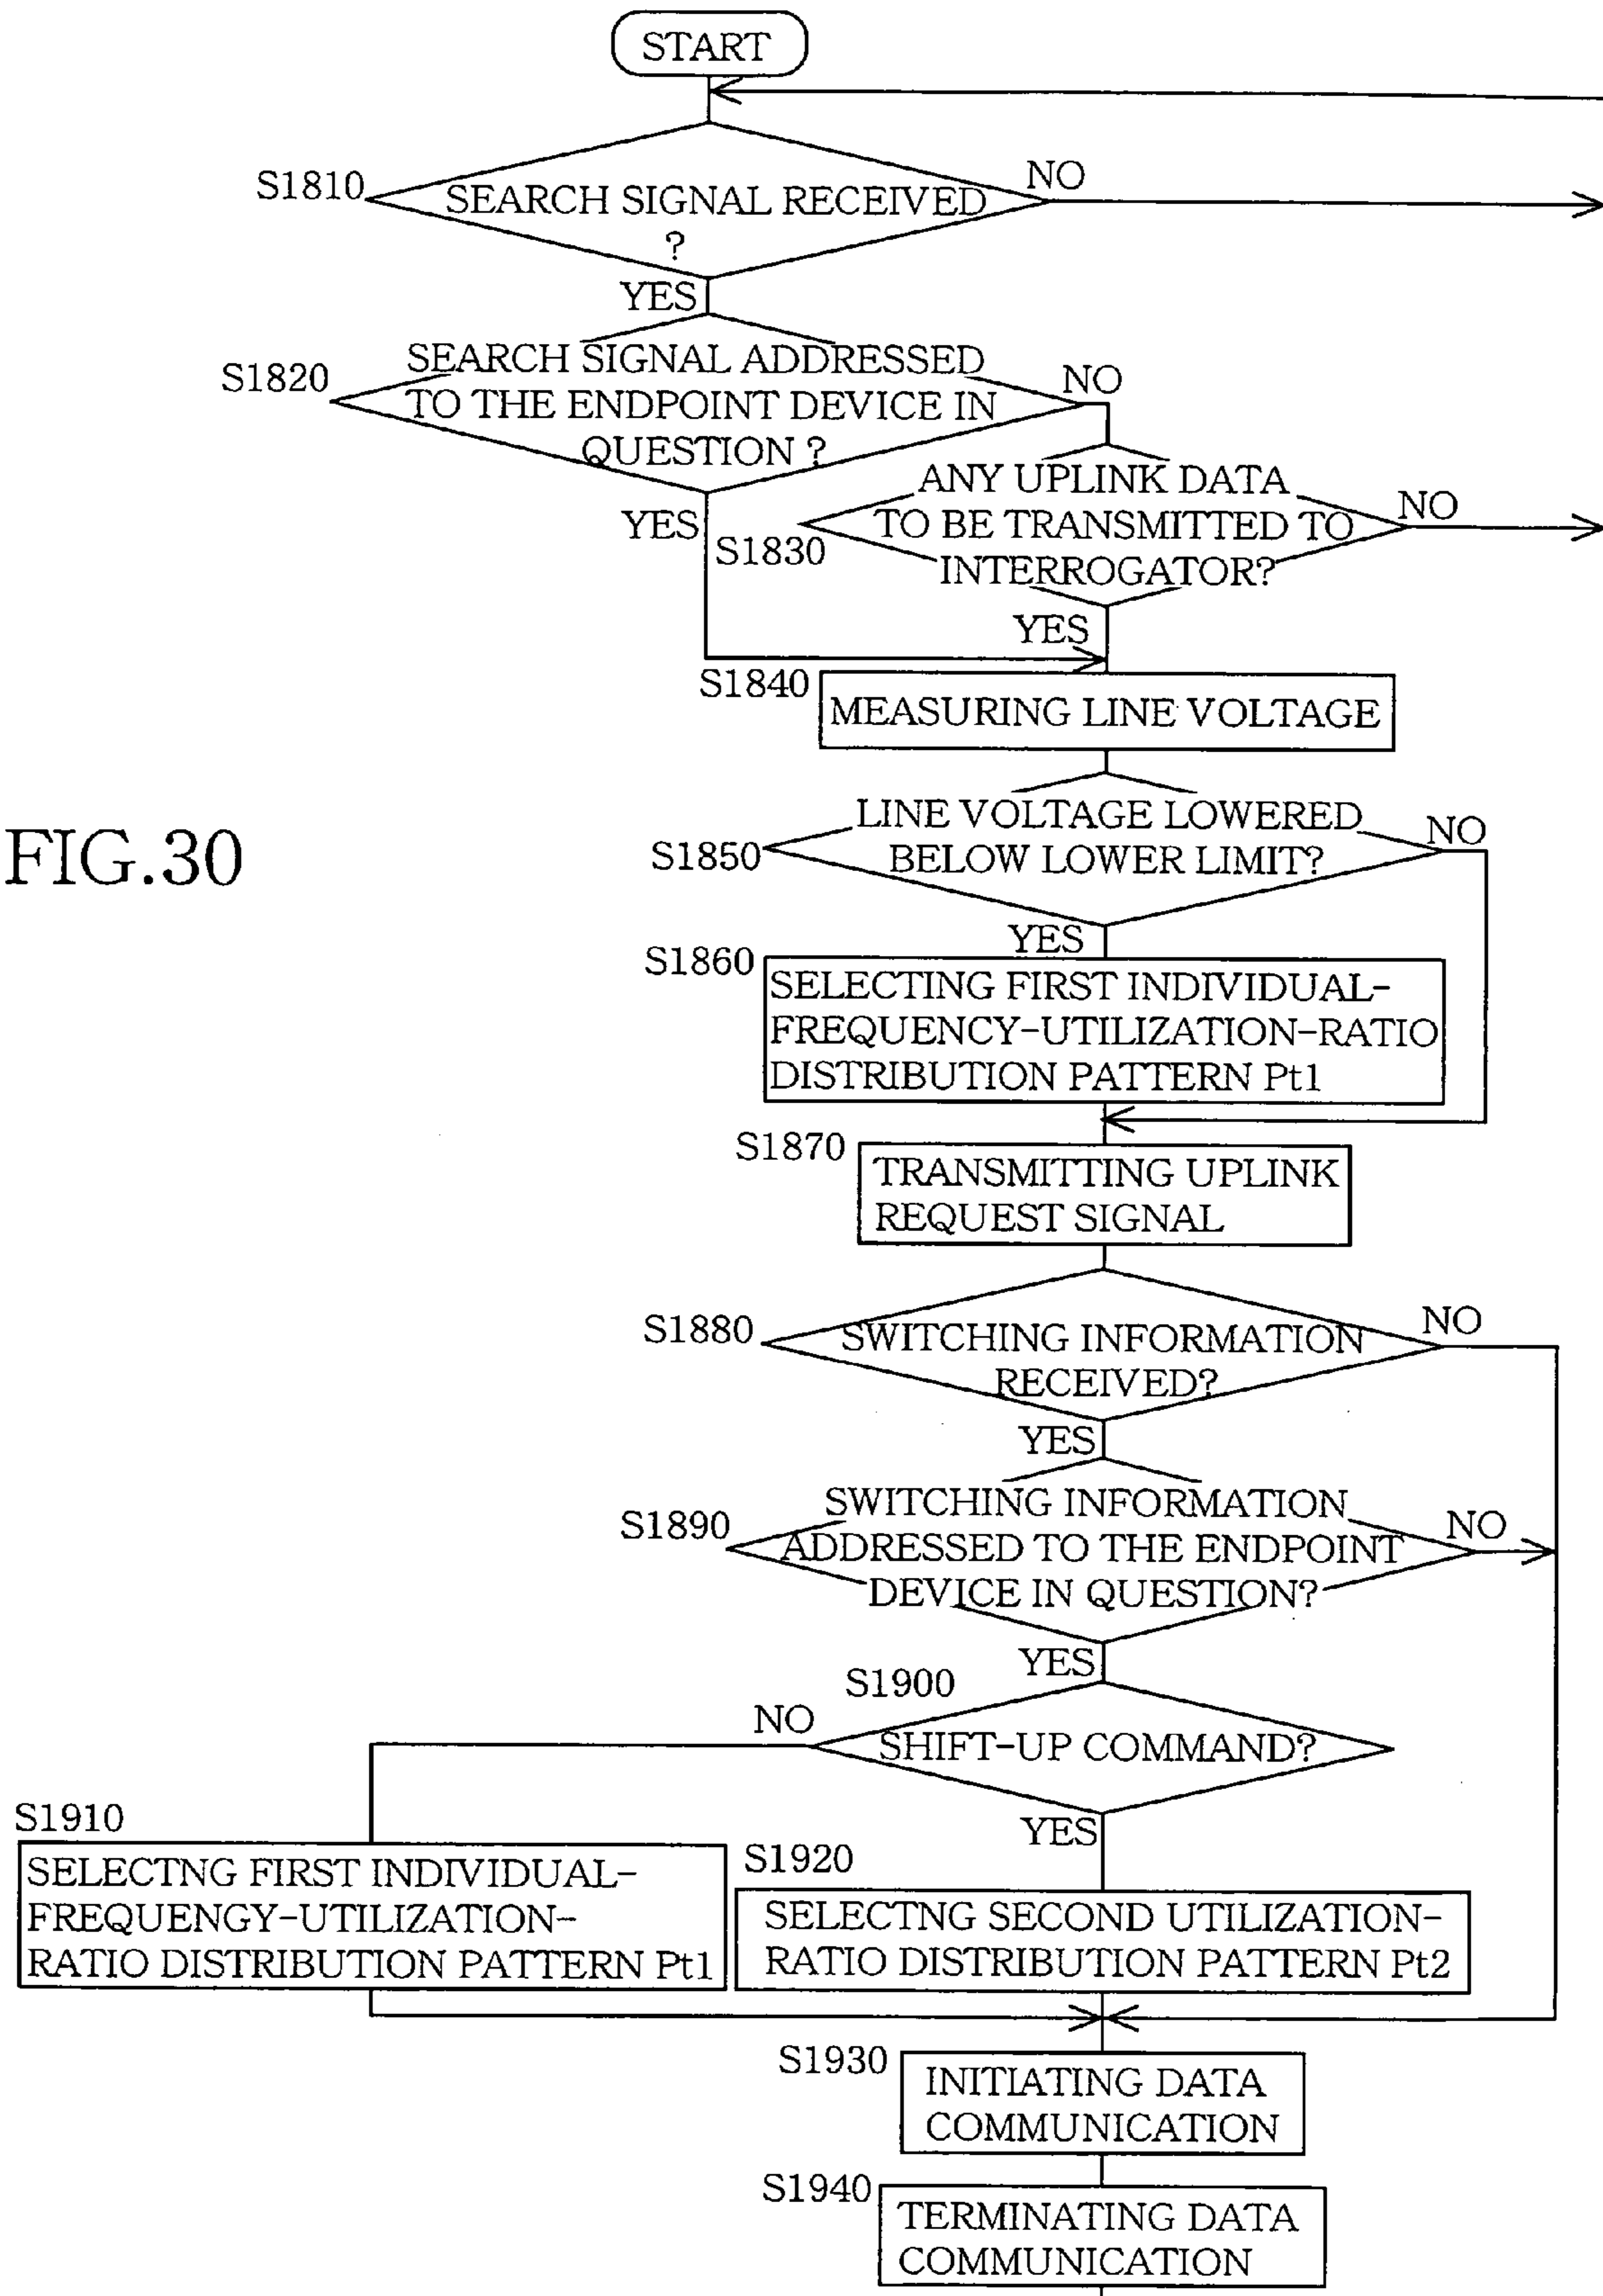 START
S1810
SEARCH SIGNAL RECEIVED
?
NO
YES
S1820
SEARCH SIGNAL ADDRESSED
TO THE ENDPOINT DEVICE IN
QUESTION ?
NO
YES
S1830
ANY UPLINK DATA
TO BE TRANSMITTED TO
INTERROGATOR?
NO
YES
S1840
MEASURING LINE VOLTAGE
FIG.30
S1850
LINE VOLTAGE LOWERED
BELOW LOWER LIMIT?
NO
YES
S1860
SELECTING FIRST INDIVIDUAL-
FREQUENCY-UTILIZATION-RATIO
DISTRIBUTION PATTERN Pt1
S1870
TRANSMITTING UPLINK
REQUEST SIGNAL
S1880
SWITCHING INFORMATION
RECEIVED?
NO
YES
S1890
SWITCHING INFORMATION
ADDRESSED TO THE ENDPOINT
DEVICE IN QUESTION?
NO
YES
S1900
SHIFT-UP COMMAND?
NO
YES
S1910
SELECTNG FIRST INDIVIDUAL-
FREQUENGY-UTILIZATION-
RATIO DISTRIBUTION PATTERN Pt1
S1920
SELECTNG SECOND UTILIZATION-
RATIO DISTRIBUTION PATTERN Pt2
S1930
INITIATING DATA
COMMUNICATION
S1940
TERMINATING DATA
COMMUNICATION